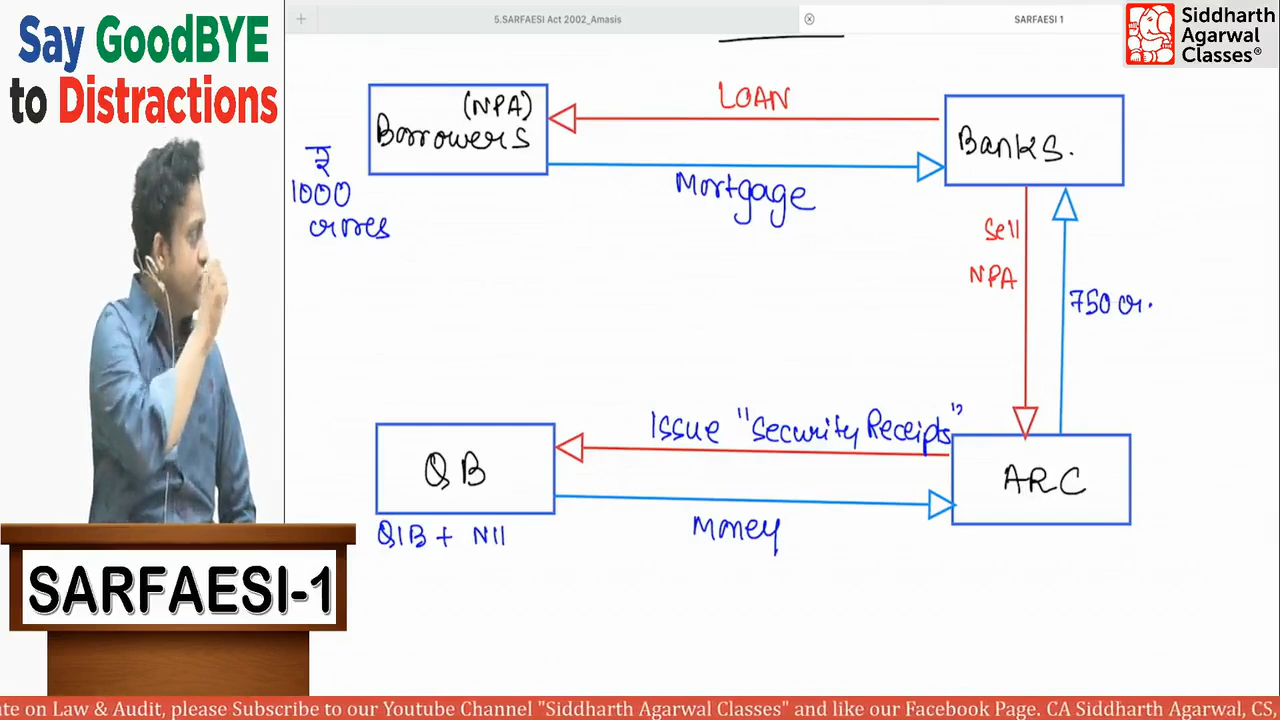 Say GoodBYE
to Distractions
5.SARFAESI Act 2002_Amasis
SARFAESI 1
Siddharth
Agarwal
Classes®
(NPA)
Borrowers
LOAN
Banks.
Mortgage
₹
1000
crores
Sell
NPA
750 cr.
Issue "Security Receipts"
QB
ARC
QIB + NII
Money
SARFAESI-1
ute on Law & Audit, please Subscribe to our Youtube Channel "Siddharth Agarwal Classes" and like our Facebook Page. CA Siddharth Agarwal, CS,